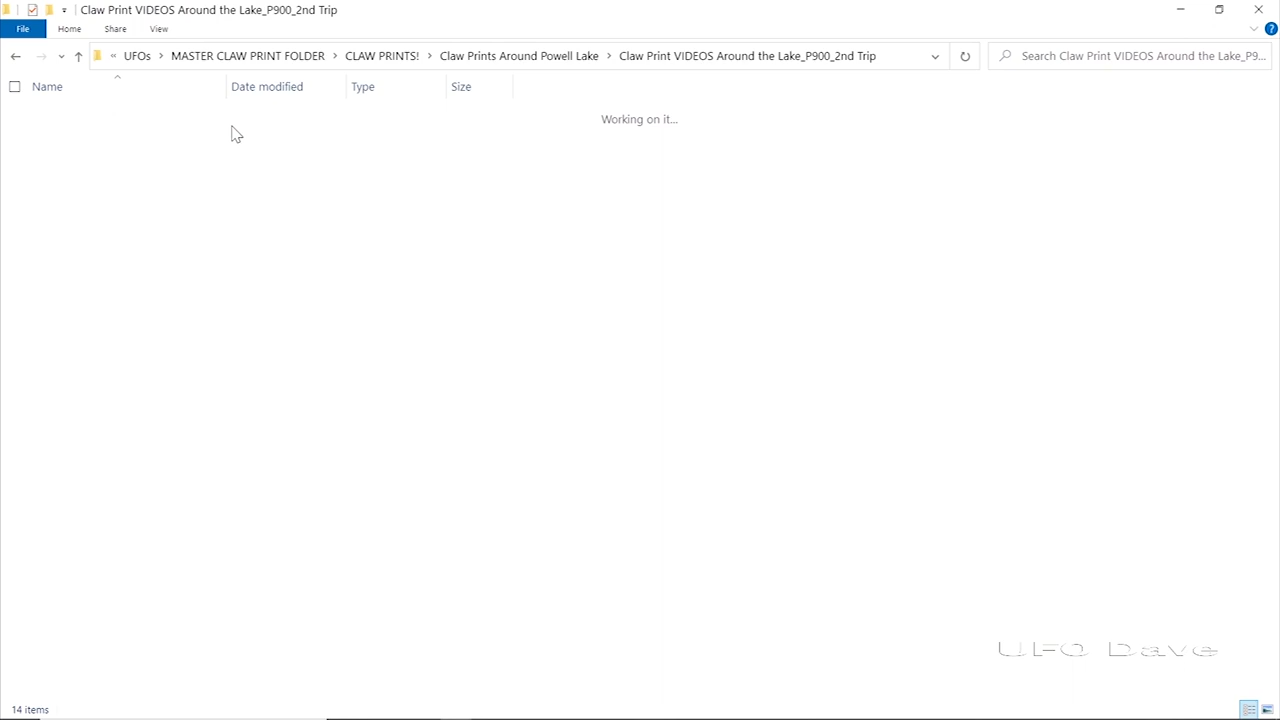 Claw Print VIDEOS Around the Lake_P900_2nd Trip
File Home Share View
« UFOs > MASTER CLAW PRINT FOLDER > CLAW PRINTS! > Claw Prints Around Powell Lake > Claw Print VIDEOS Around the Lake_P900_2nd Trip Search Claw Print VIDEOS Around the Lake_P9...
Name Date modified Type Size
Working on it...
UFO Dave
14 items